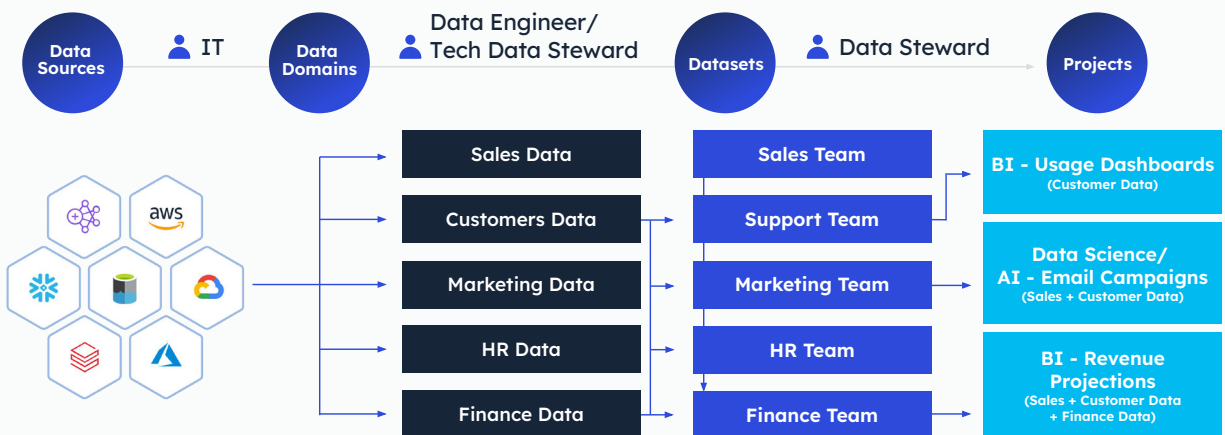 Data
Sources
IT
Data
Domains
Data Engineer/
Tech Data Steward
Datasets
Data Steward
Projects
aws
Sales Data
Customers Data
Marketing Data
HR Data
Finance Data
Sales Team
Support Team
Marketing Team
HR Team
Finance Team
BI - Usage Dashboards
(Customer Data)
Data Science/
AI - Email Campaigns
(Sales + Customer Data)
BI - Revenue
Projections
(Sales + Customer Data
+ Finance Data)